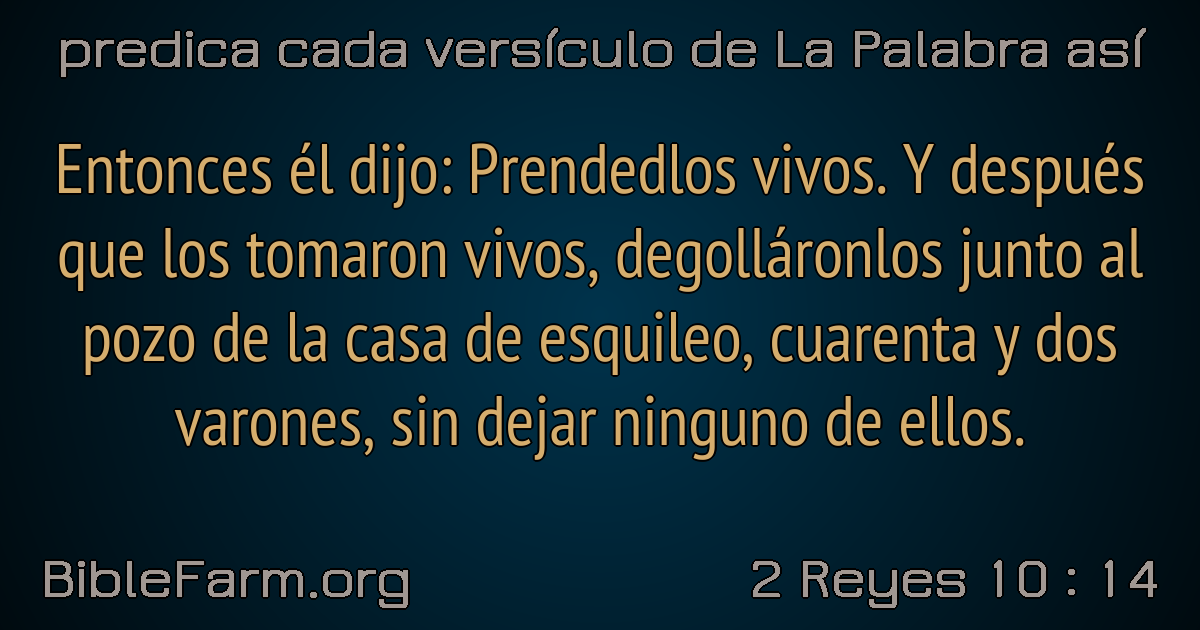 predica cada versículo de La Palabra así
Entonces él dijo: Prendedlos vivos. Y después
que los tomaron vivos, degolláronlos junto al
pozo de la casa de esquileo, cuarenta y dos
varones, sin dejar ninguno de ellos.
BibleFarm.org
2 Reyes 10 : 14